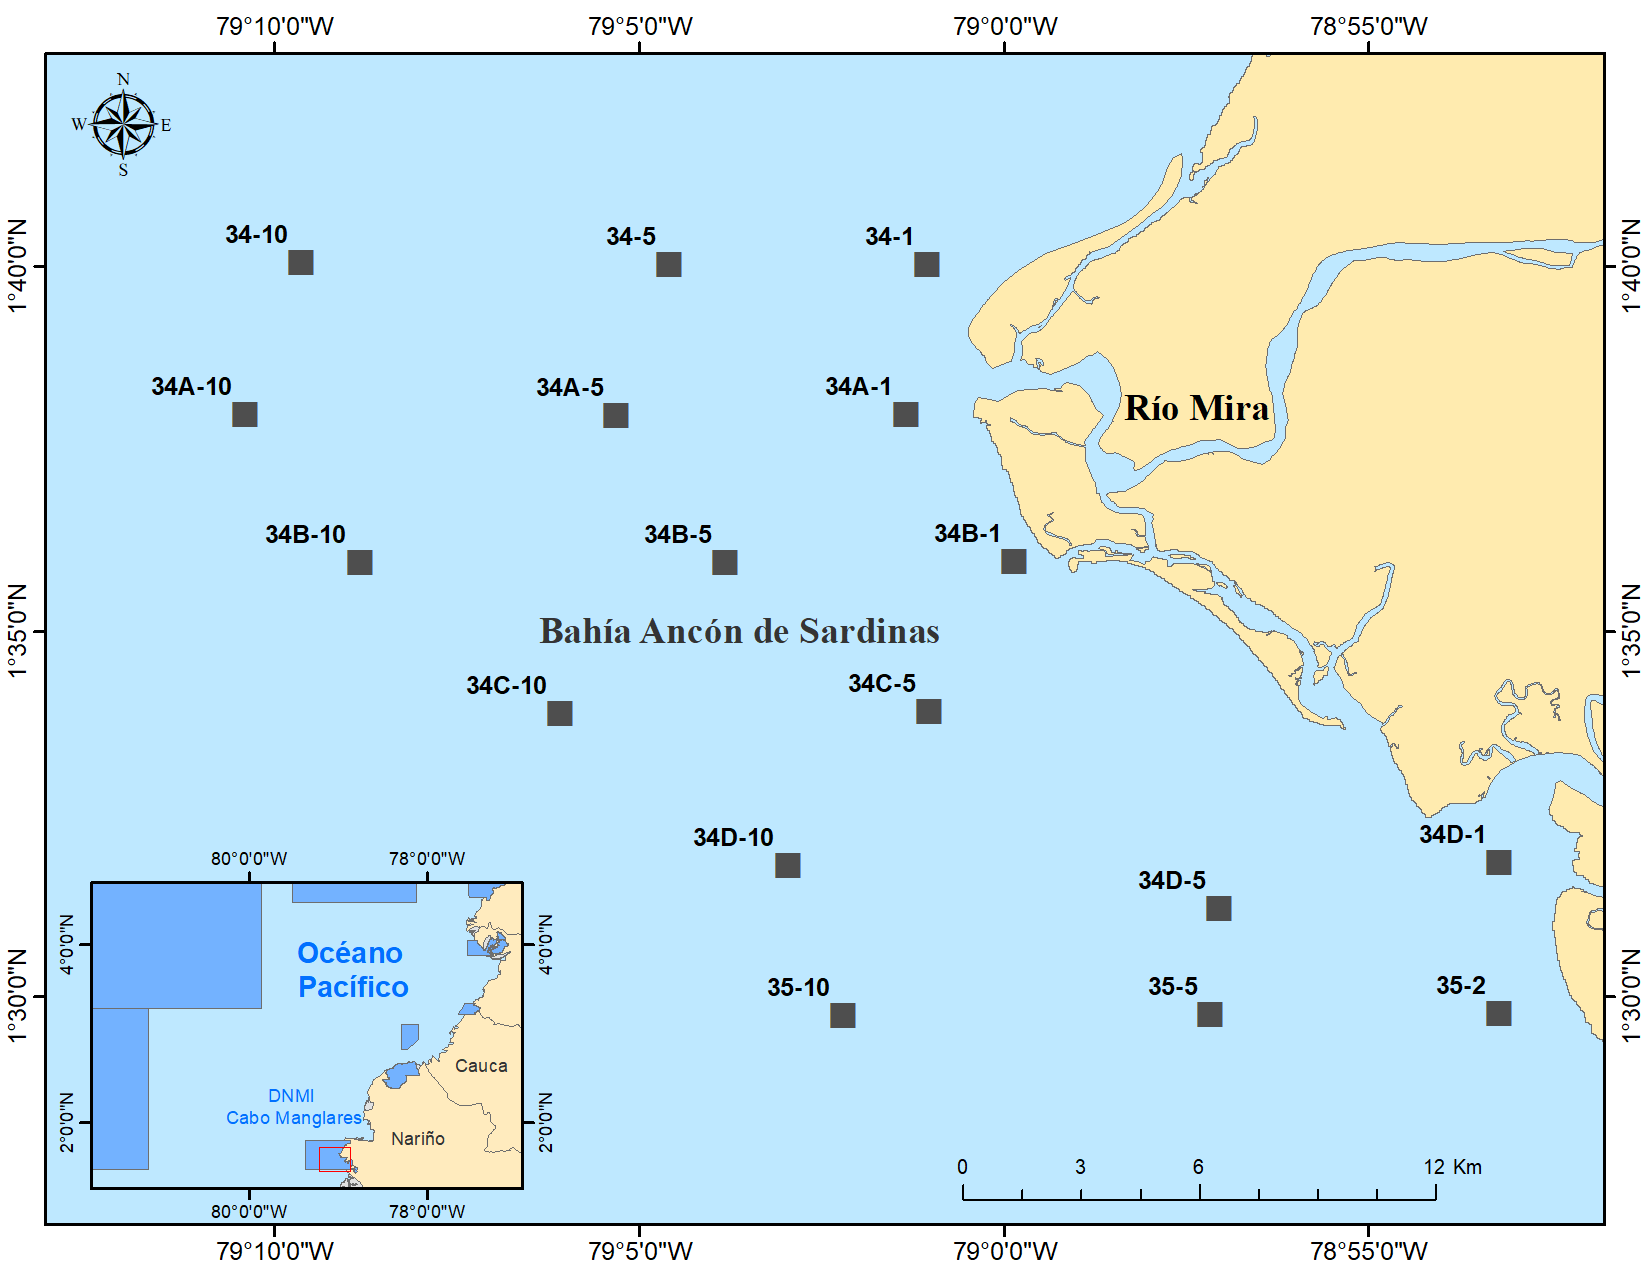 79°10'0"W 79°5'0"W 79°0'0"W 78°55'0"W
N
W E
S
34-10 34-5 34-1
1°40'0"N 1°40'0"N
34A-10 34A-5 34A-1
Río Mira
34B-10 34B-5 34B-1
1°35'0"N Bahía Ancón de Sardinas 1°35'0"N
34C-10 34C-5
34D-10 34D-1
80°0'0"W 78°0'0"W
34D-5
4°0'0"N 4°0'0"N
Océano
Pacífico
35-10 35-5 35-2
1°30'0"N 1°30'0"N
Cauca
DNMI
Cabo Manglares
2°0'0"N 2°0'0"N
Nariño
0 3 6 12 Km
80°0'0"W 78°0'0"W
79°10'0"W 79°5'0"W 79°0'0"W 78°55'0"W